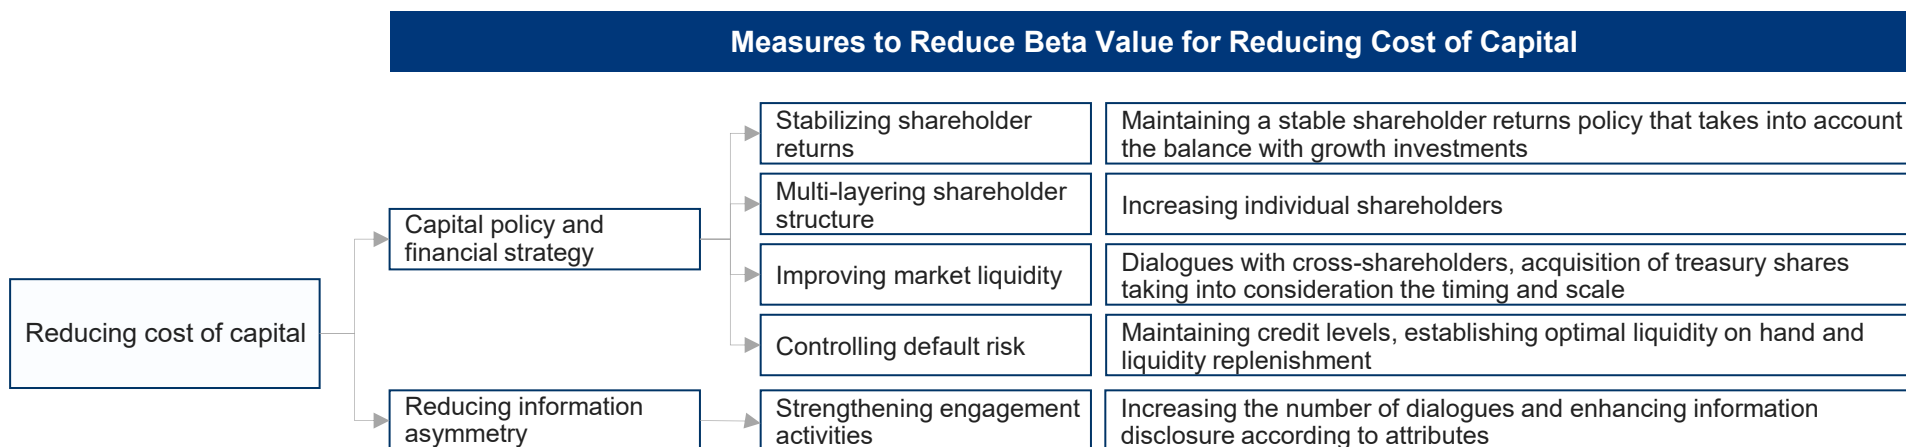 Measures to Reduce Beta Value for Reducing Cost of Capital
Reducing cost of capital
Capital policy and
financial strategy
Stabilizing shareholder
returns
Maintaining a stable shareholder returns policy that takes into account
the balance with growth investments
Multi-layering shareholder
structure
Increasing individual shareholders
Improving market liquidity
Dialogues with cross-shareholders, acquisition of treasury shares
taking into consideration the timing and scale
Controlling default risk
Maintaining credit levels, establishing optimal liquidity on hand and
liquidity replenishment
Reducing information
asymmetry
Strengthening engagement
activities
Increasing the number of dialogues and enhancing information
disclosure according to attributes